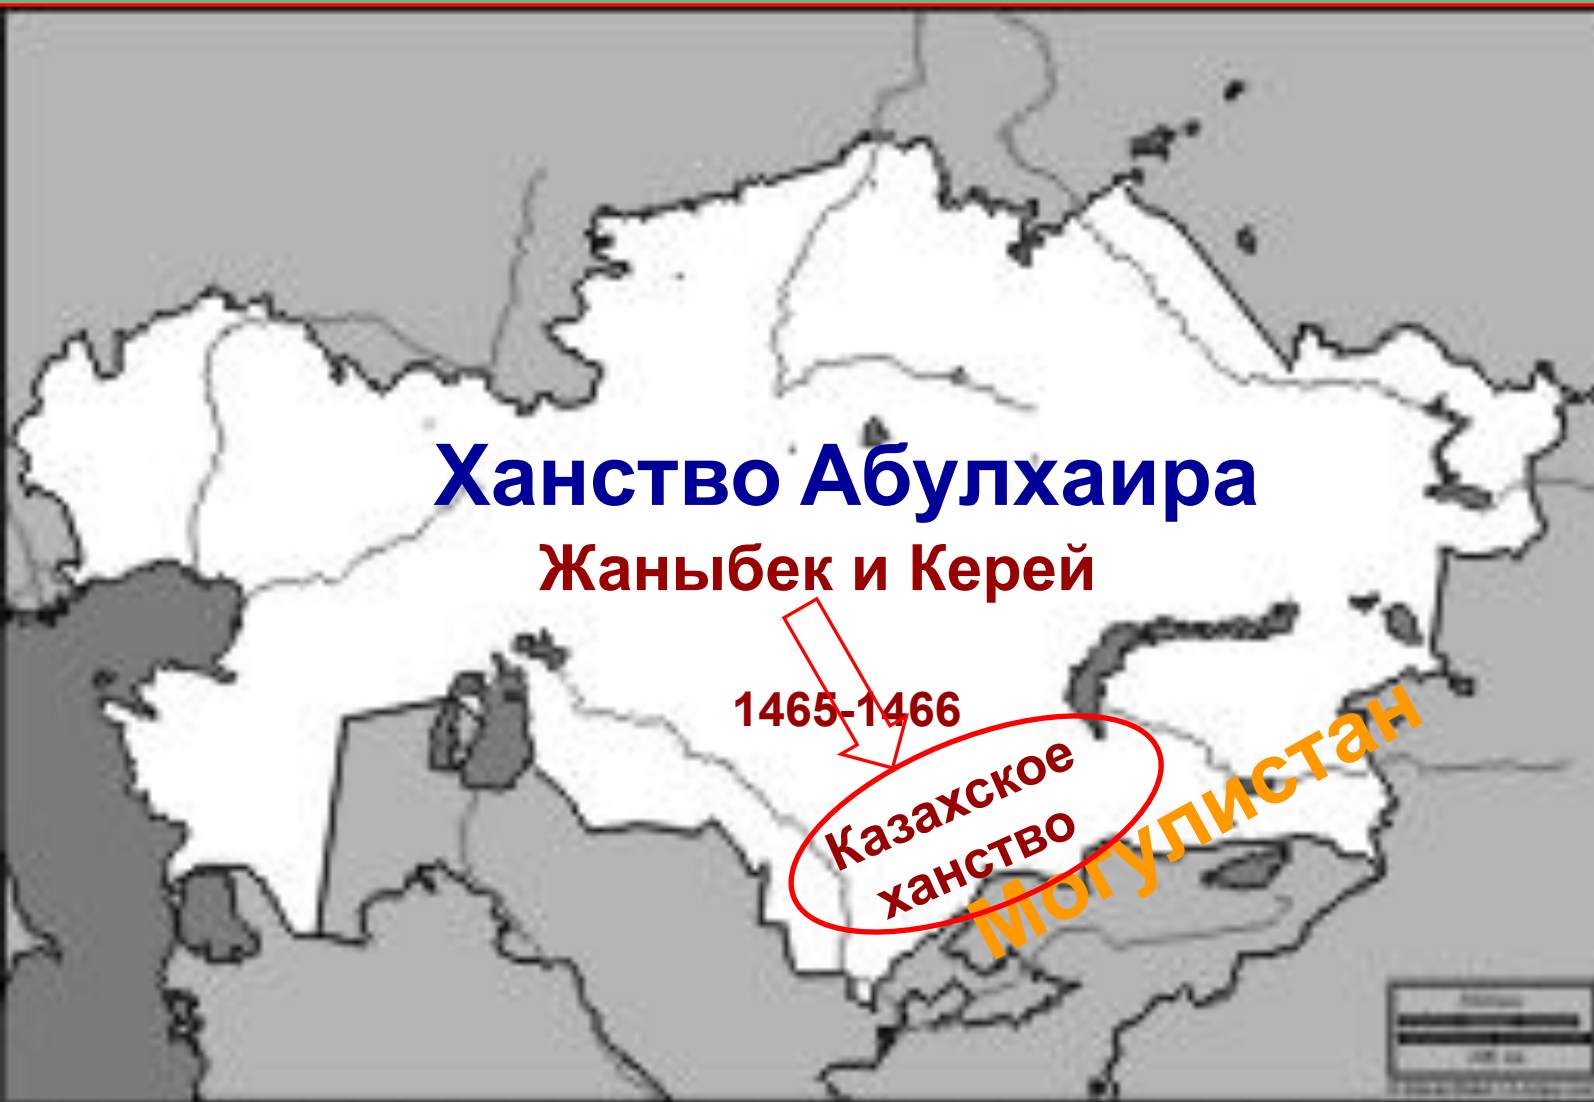 Ханство Абулхаира
Жаныбек и Керей
1465-1466
Казахское
ханство
Могулистан